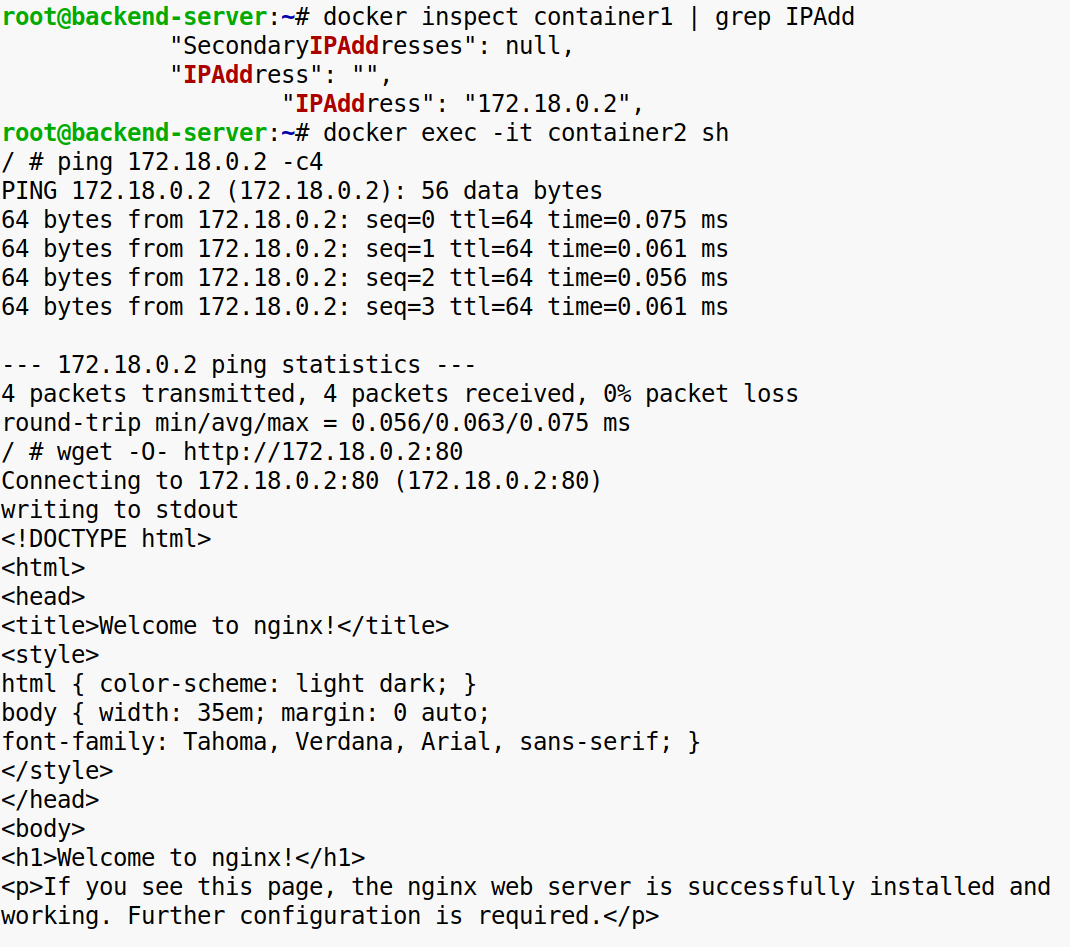 root@backend-server:~# docker inspect container1 | grep IPAdd
            "SecondaryIPAddresses": null,
            "IPAddress": "",
                    "IPAddress": "172.18.0.2",
root@backend-server:~# docker exec -it container2 sh
/ # ping 172.18.0.2 -c4
PING 172.18.0.2 (172.18.0.2): 56 data bytes
64 bytes from 172.18.0.2: seq=0 ttl=64 time=0.075 ms
64 bytes from 172.18.0.2: seq=1 ttl=64 time=0.061 ms
64 bytes from 172.18.0.2: seq=2 ttl=64 time=0.056 ms
64 bytes from 172.18.0.2: seq=3 ttl=64 time=0.061 ms

--- 172.18.0.2 ping statistics ---
4 packets transmitted, 4 packets received, 0% packet loss
round-trip min/avg/max = 0.056/0.063/0.075 ms
/ # wget -O- http://172.18.0.2:80
Connecting to 172.18.0.2:80 (172.18.0.2:80)
writing to stdout
<!DOCTYPE html>
<html>
<head>
<title>Welcome to nginx!</title>
<style>
html { color-scheme: light dark; }
body { width: 35em; margin: 0 auto;
font-family: Tahoma, Verdana, Arial, sans-serif; }
</style>
</head>
<body>
<h1>Welcome to nginx!</h1>
<p>If you see this page, the nginx web server is successfully installed and
working. Further configuration is required.</p>